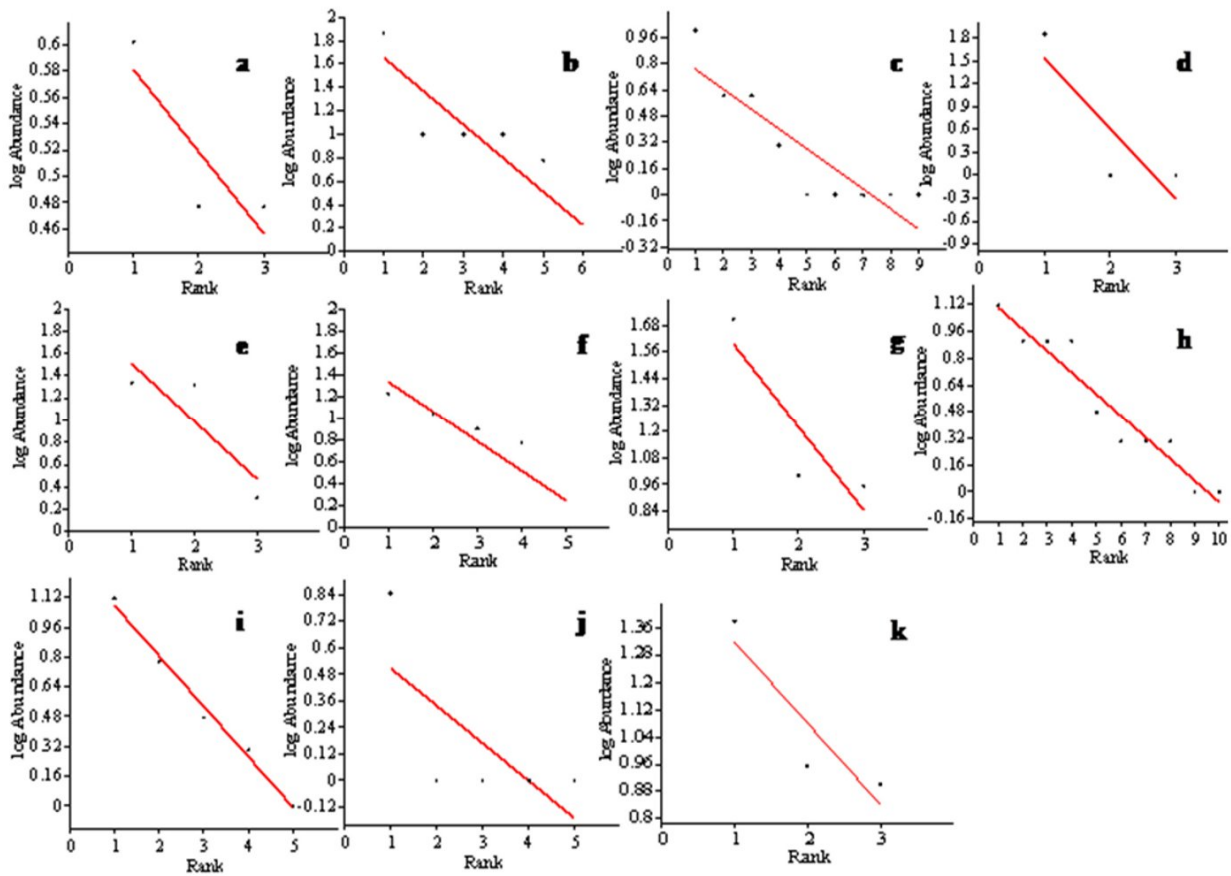 a
log Abundance
0.6
0.58
0.56
0.54
0.52
0.5
0.48
0.46
0 1 2 3
Rank
b
log Abundance
2
1.8
1.6
1.4
1.2
1
0.8
0.6
0.4
0.2
0
0 1 2 3 4 5 6
Rank
c
log Abundance
0.96
0.8
0.64
0.48
0.32
0.16
0
-0.16
-0.32
0 1 2 3 4 5 6 7 8 9
Rank
d
log Abundance
1.8
1.5
1.2
0.9
0.6
0.3
0
-0.3
-0.6
-0.9
0 1 2 3
Rank
e
log Abundance
2
1.8
1.6
1.4
1.2
1
0.8
0.6
0.4
0.2
0
0 1 2 3
Rank
f
log Abundance
2
1.8
1.6
1.4
1.2
1
0.8
0.6
0.4
0.2
0
0 1 2 3 4 5
Rank
g
log Abundance
1.68
1.56
1.44
1.32
1.2
1.08
0.96
0.84
0 1 2 3
Rank
h
log Abundance
1.12
0.96
0.8
0.64
0.48
0.32
0.16
0
-0.16
0 1 2 3 4 5 6 7 8 9 10
Rank
i
log Abundance
1.12
0.96
0.8
0.64
0.48
0.32
0.16
0
0 1 2 3 4 5
Rank
j
log Abundance
0.84
0.72
0.6
0.48
0.36
0.24
0.12
0
-0.12
0 1 2 3 4 5
Rank
k
log Abundance
1.36
1.28
1.2
1.12
1.04
0.96
0.88
0.8
0 1 2 3
Rank